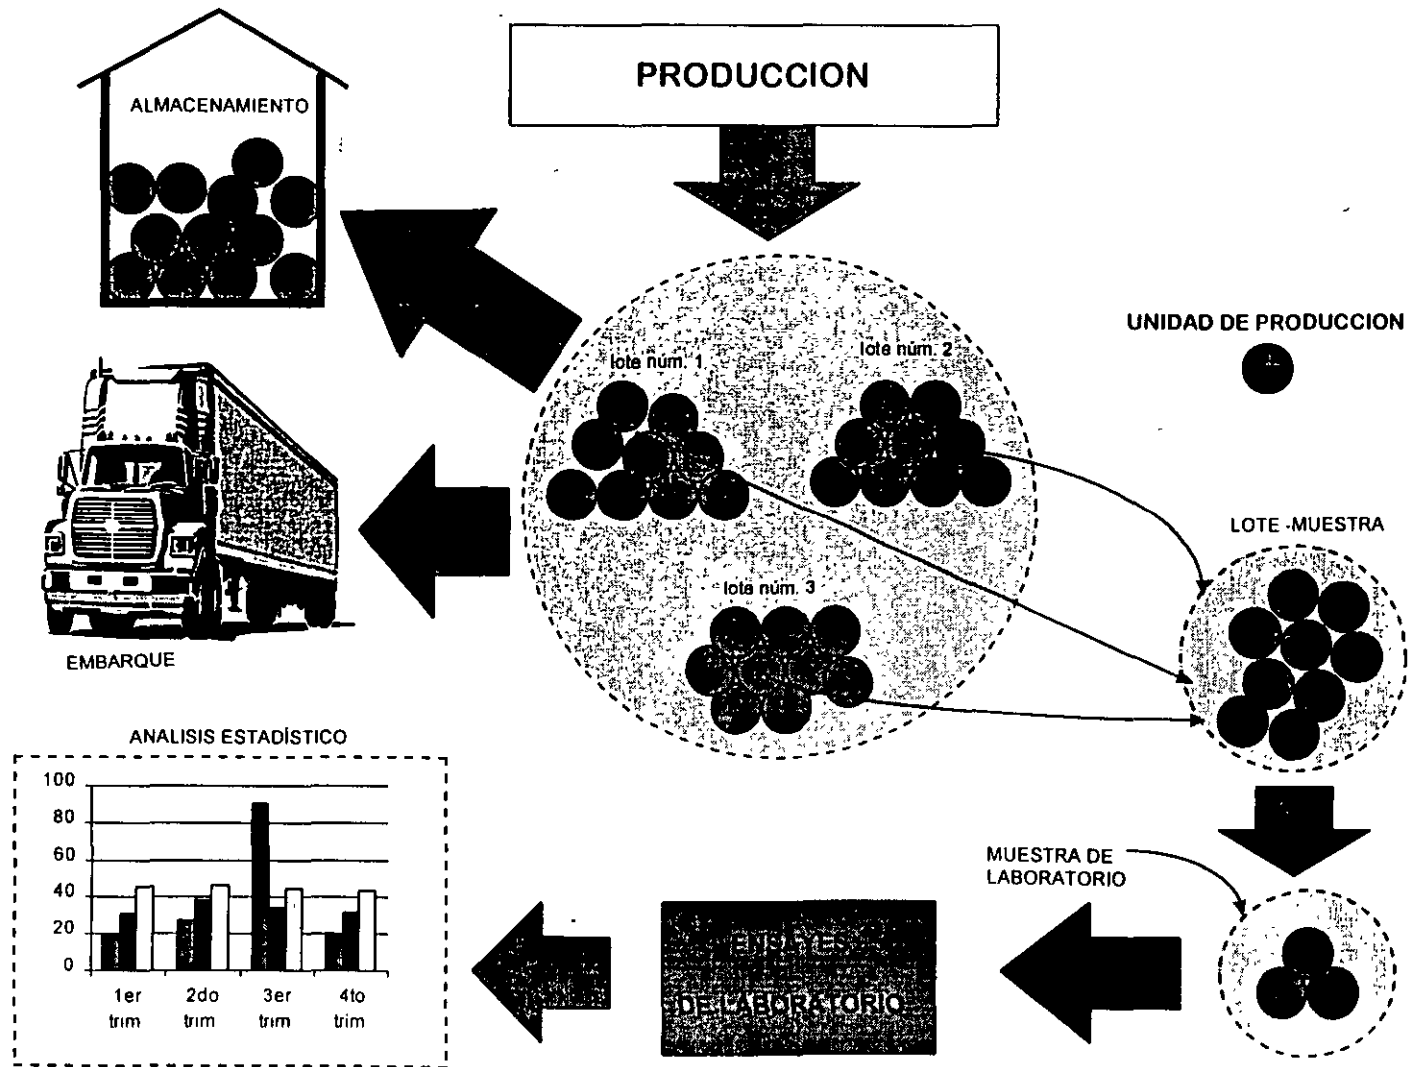 PRODUCCION
ALMACENAMIENTO
UNIDAD DE PRODUCCION
lote núm. 1
lote núm. 2
lote núm. 3
LOTE -MUESTRA
EMBARQUE
ANALISIS ESTADÍSTICO
100
80
60
40
20
0
1er trim
2do trim
3er trim
4to trim
MUESTRA DE
LABORATORIO
ENSAYES
DE LABORATORIO